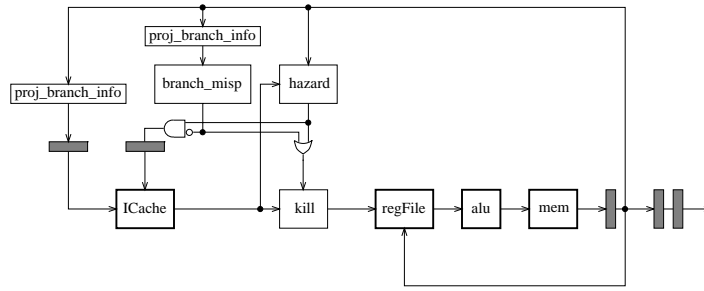 proj_branch_info
branch_misp
hazard
proj_branch_info
ICache
kill
regFile
alu
mem